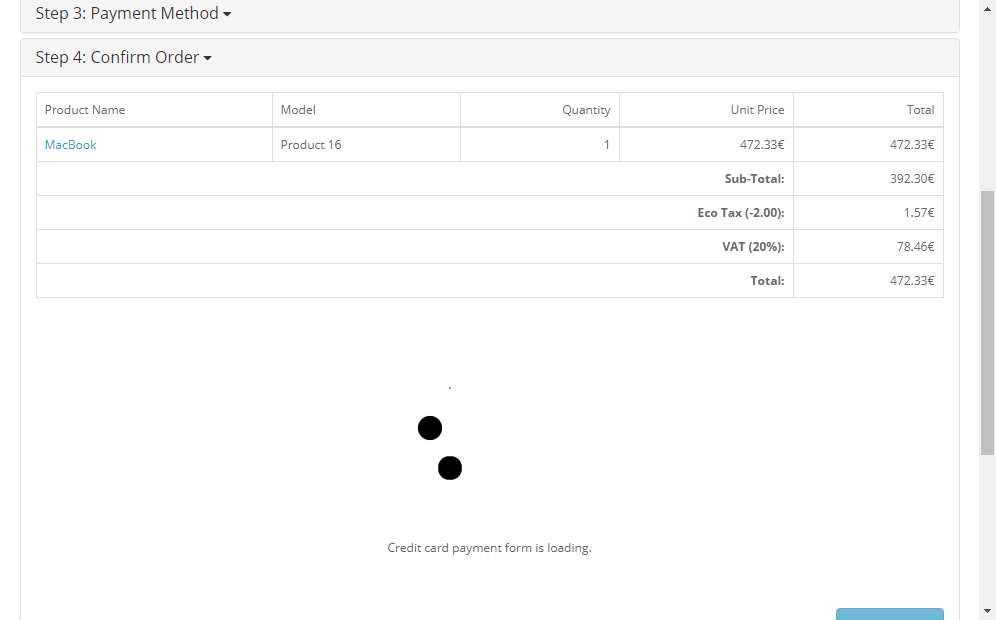 Step 3: Payment Method
Step 4: Confirm Order
Product Name Model Quantity Unit Price Total
MacBook Product 16 1 472.33€ 472.33€
Sub-Total: 392.30€
Eco Tax (-2.00): 1.57€
VAT (20%): 78.46€
Total: 472.33€
Credit card payment form is loading.